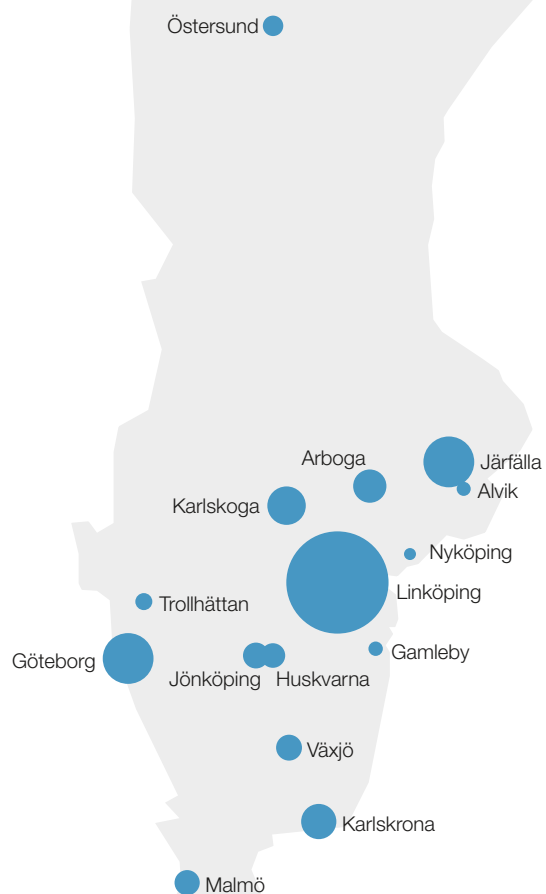 Östersund
Arboga
Järfälla
Alvik
Karlskoga
Nyköping
Linköping
Trollhättan
Göteborg
Gamleby
Jönköping
Huskvarna
Växjö
Karlskrona
Malmö